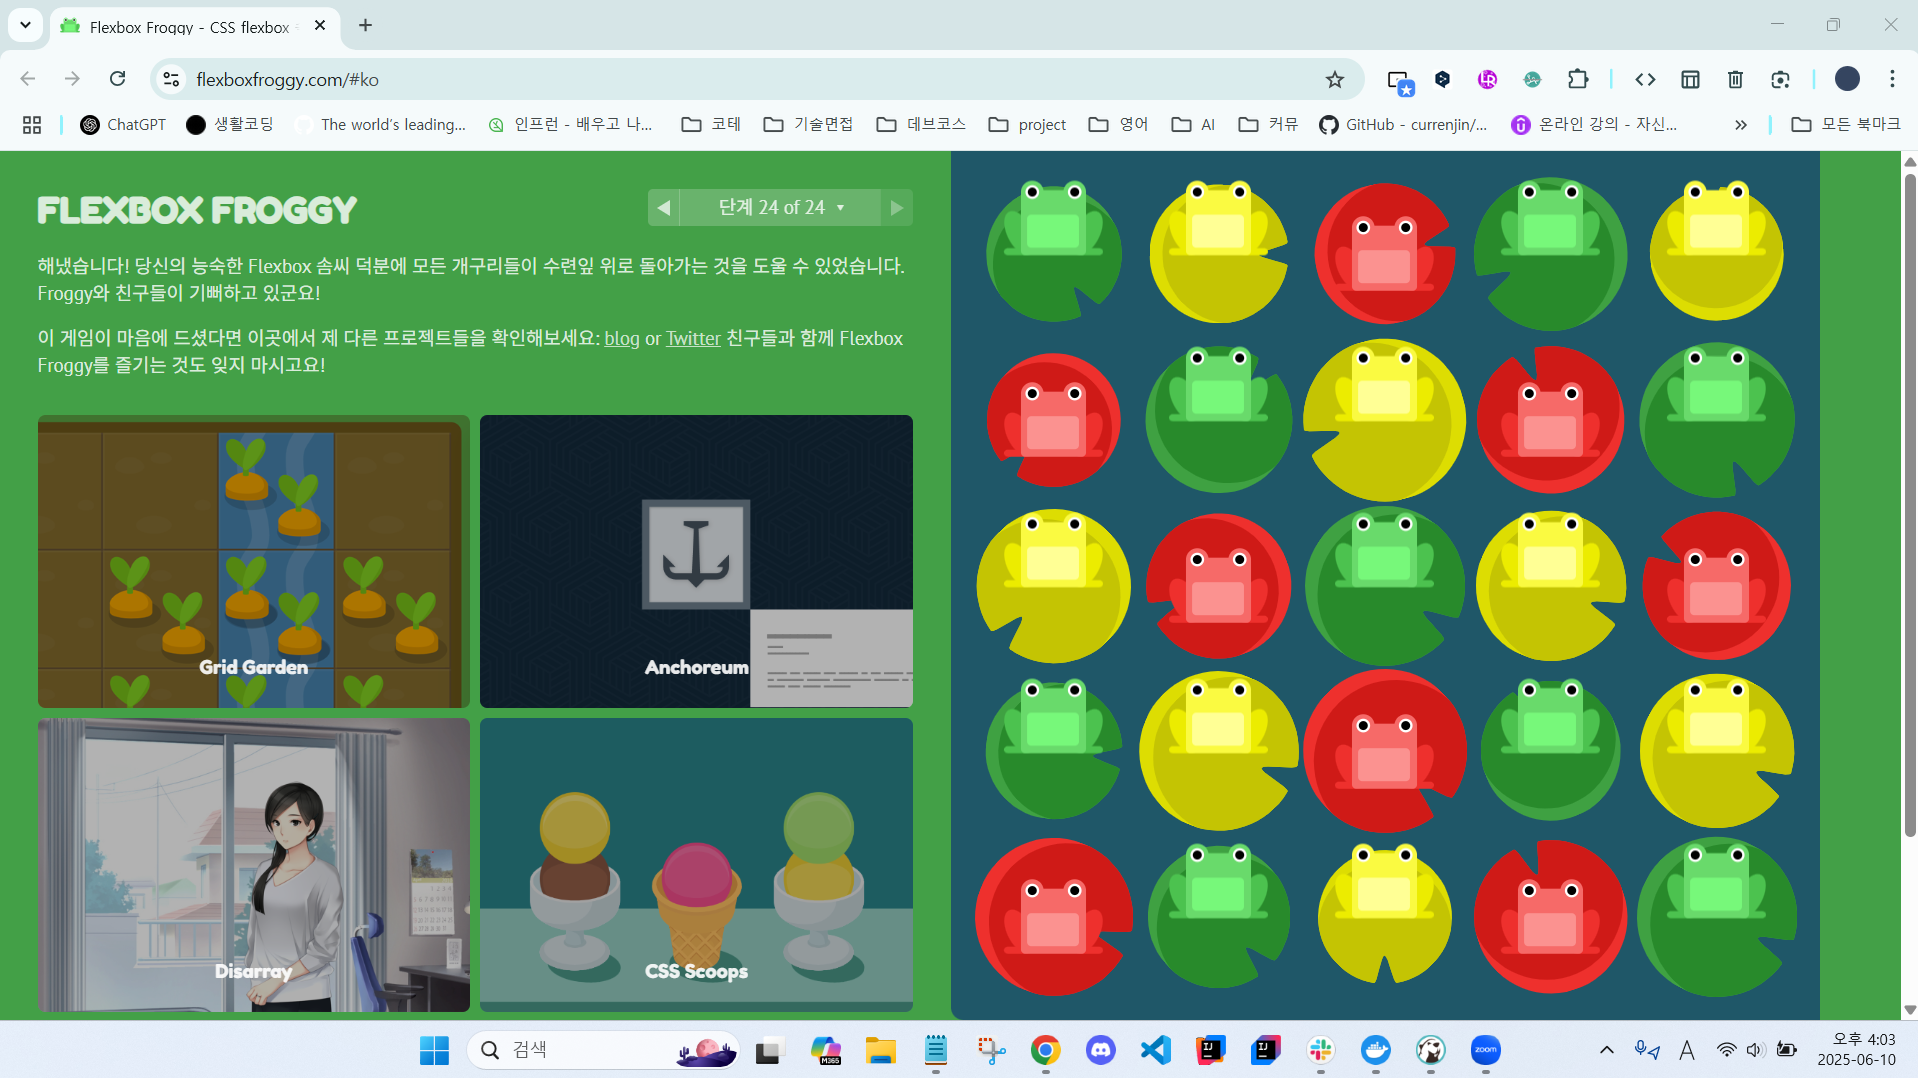 Flexbox Froggy - CSS flexbox
flexboxfroggy.com/#ko
ChatGPT
생활코딩
The world's leading...
인프런 - 배우고 나...
코테
기술면접
데브코스
project
영어
AI
커뮤
GitHub - currenjin/...
온라인 강의 - 자신...
모든 북마크
FLEXBOX FROGGY
단계 24 of 24
해냈습니다! 당신의 능숙한 Flexbox 솜씨 덕분에 모든 개구리들이 수련잎 위로 돌아가는 것을 도울 수 있었습니다.
Froggy와 친구들이 기뻐하고 있군요!
이 게임이 마음에 드셨다면 이곳에서 제 다른 프로젝트들을 확인해보세요: blog or Twitter 친구들과 함께 Flexbox
Froggy를 즐기는 것도 잊지 마시고요!
Grid Garden
Anchoreum
Disarray
CSS Scoops
검색
M365
zoom
A
오후 4:03
2025-06-10